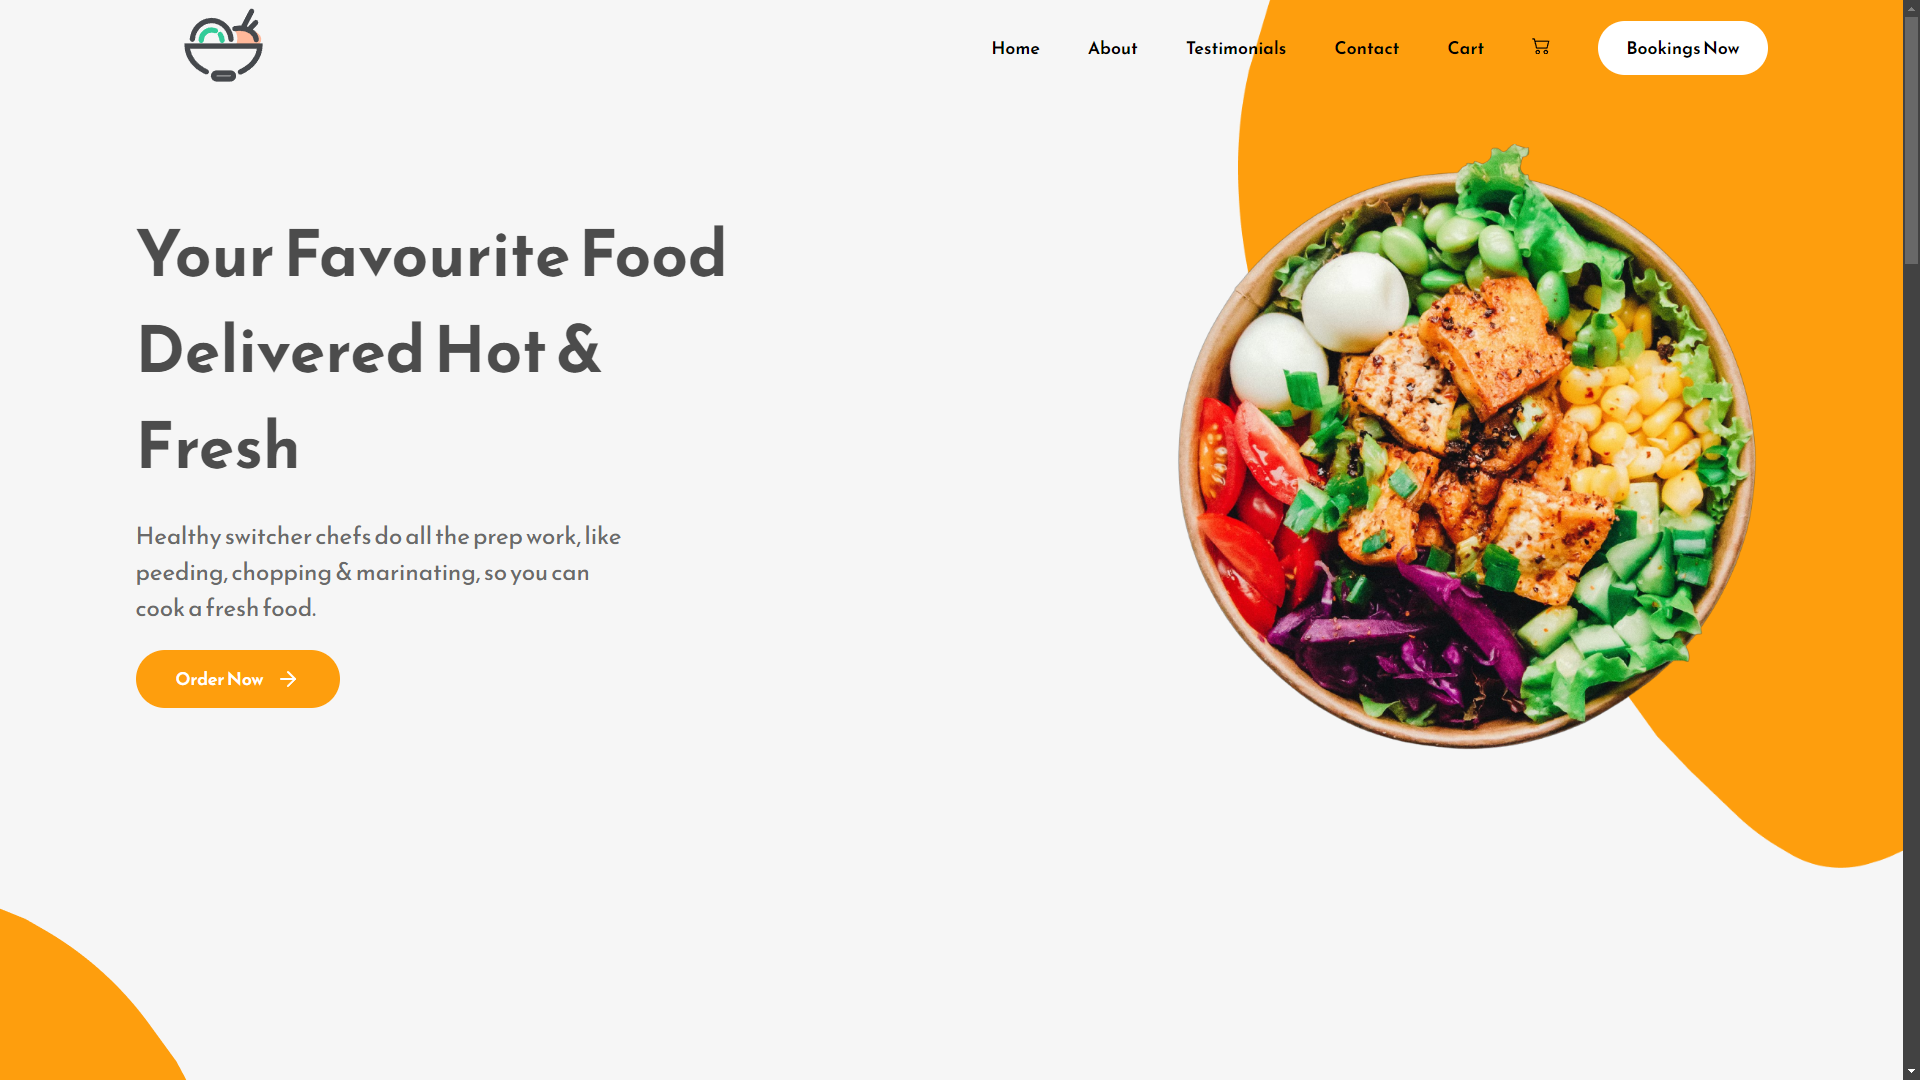 Home About Testimonials Contact Cart Bookings Now
Your Favourite Food
Delivered Hot &
Fresh
Healthy switcher chefs do all the prep work, like
peeding, chopping & marinating, so you can
cook a fresh food.
Order Now